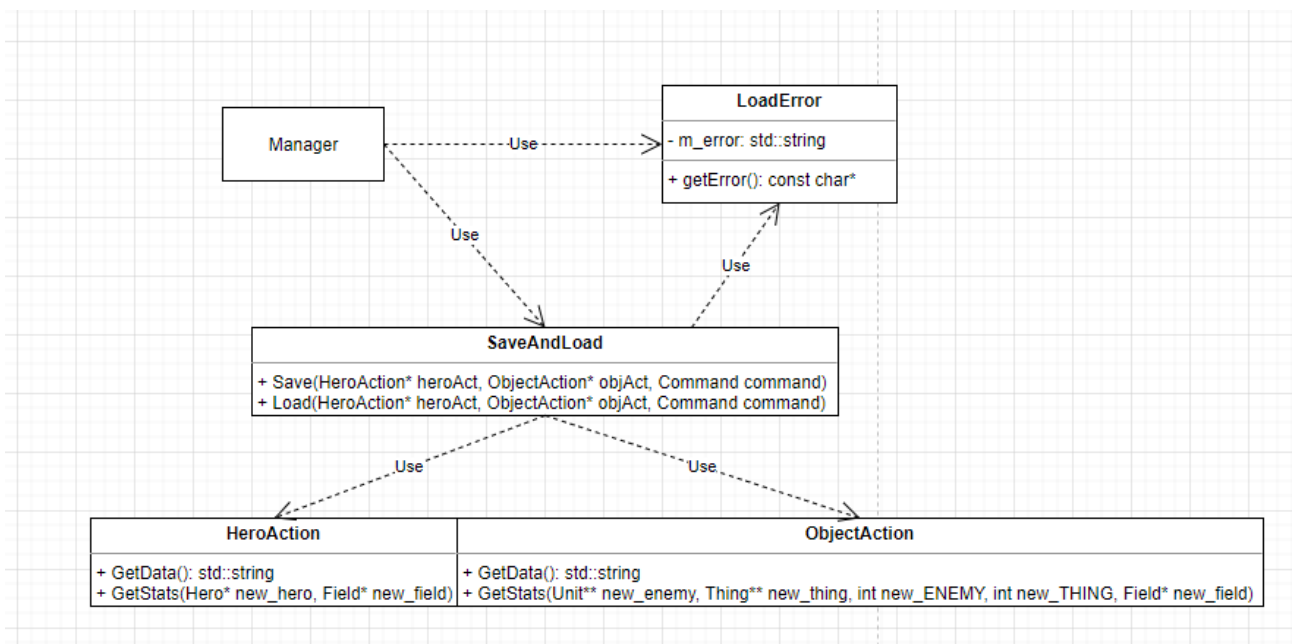 LoadError
Manager
Use
- m_error: std::string
+ getError(): const char*
Use
Use
SaveAndLoad
+ Save(HeroAction* heroAct, ObjectAction* objAct, Command command)
+ Load(HeroAction* heroAct, ObjectAction* objAct, Command command)
Use
Use
HeroAction
+ GetData(): std::string
+ GetStats(Hero* new_hero, Field* new_field)
ObjectAction
+ GetData(): std::string
+ GetStats(Unit** new_enemy, Thing** new_thing, int new_ENEMY, int new_THING, Field* new_field)